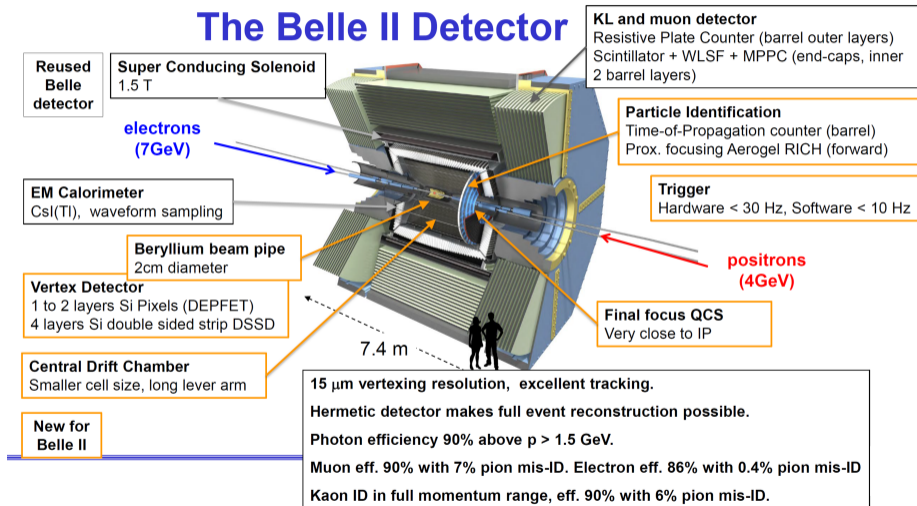 The Belle II Detector
Reused
Belle
detector
Super Conducing Solenoid
1.5 T
KL and muon detector
Resistive Plate Counter (barrel outer layers)
Scintillator + WLSF + MPPC (end-caps, inner
2 barrel layers)
electrons
(7GeV)
Particle Identification
Time-of-Propagation counter (barrel)
Prox. focusing Aerogel RICH (forward)
EM Calorimeter
CsI(Tl), waveform sampling
Trigger
Hardware < 30 Hz, Software < 10 Hz
Beryllium beam pipe
2cm diameter
positrons
(4GeV)
Vertex Detector
1 to 2 layers Si Pixels (DEPFET)
4 layers Si double sided strip DSSD
Final focus QCS
Very close to IP
7.4 m
Central Drift Chamber
Smaller cell size, long lever arm
New for
Belle II
15 μm vertexing resolution, excellent tracking.
Hermetic detector makes full event reconstruction possible.
Photon efficiency 90% above p > 1.5 GeV.
Muon eff. 90% with 7% pion mis-ID. Electron eff. 86% with 0.4% pion mis-ID
Kaon ID in full momentum range, eff. 90% with 6% pion mis-ID.